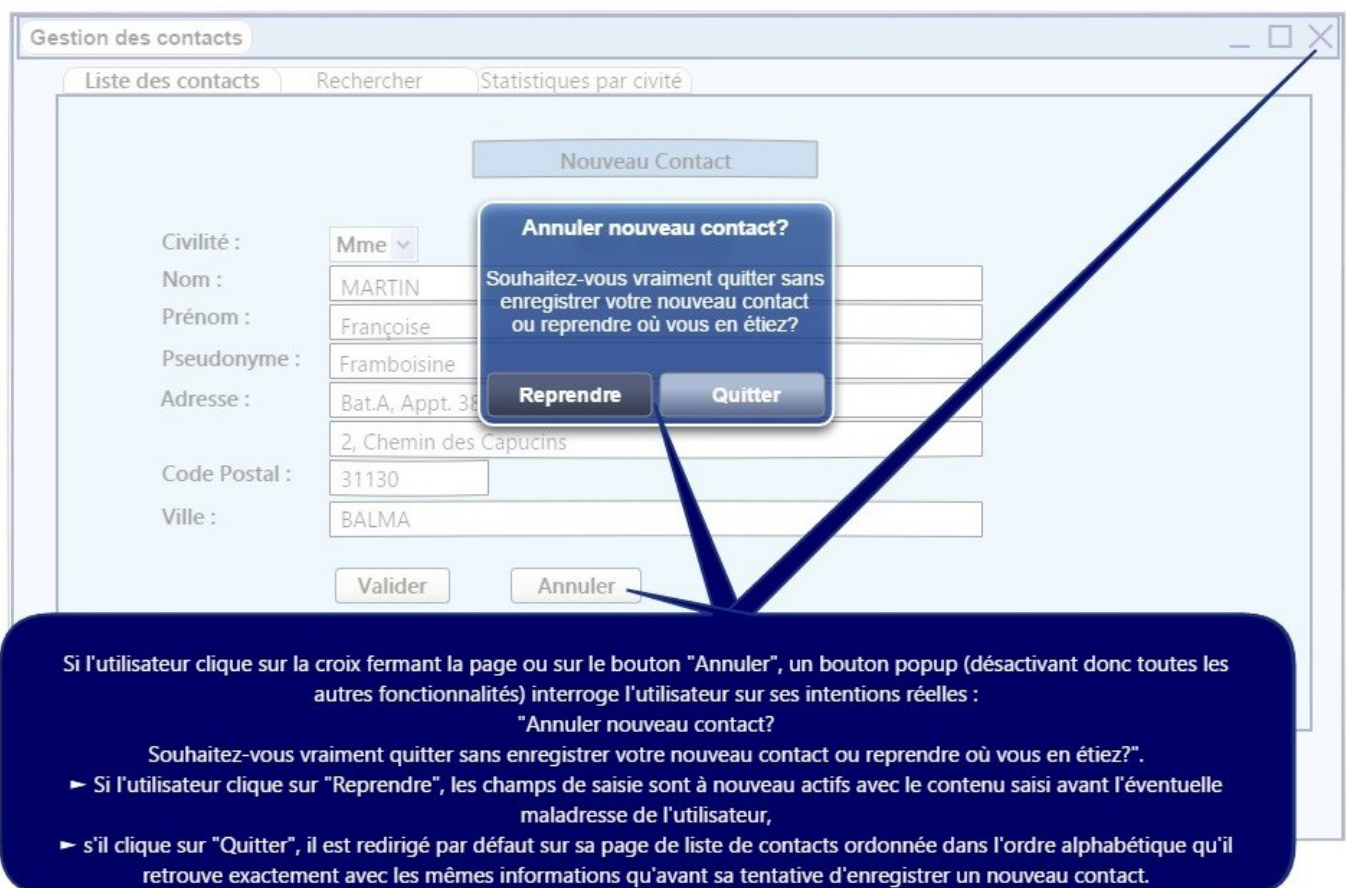 Gestion des contacts
Liste des contacts Rechercher Statistiques par civité
Nouveau Contact
Annuler nouveau contact?
Souhaitez-vous vraiment quitter sans
enregistrer votre nouveau contact
ou reprendre où vous en étiez?
Reprendre Quitter
Civilité : Mme
Nom : MARTIN
Prénom : Françoise
Pseudonyme : Framboisine
Adresse : Bat.A, Appt. 38
2, Chemin des Capucins
Code Postal : 31130
Ville : BALMA
Valider Annuler
Si l'utilisateur clique sur la croix fermant la page ou sur le bouton "Annuler", un bouton popup (désactivant donc toutes les
autres fonctionnalités) interroge l'utilisateur sur ses intentions réelles :
"Annuler nouveau contact?
Souhaitez-vous vraiment quitter sans enregistrer votre nouveau contact ou reprendre où vous en étiez?".
► Si l'utilisateur clique sur "Reprendre", les champs de saisie sont à nouveau actifs avec le contenu saisi avant l'éventuelle
maladresse de l'utilisateur,
► s'il clique sur "Quitter", il est redirigé par défaut sur sa page de liste de contacts ordonnée dans l'ordre alphabétique qu'il
retrouve exactement avec les mêmes informations qu'avant sa tentative d'enregistrer un nouveau contact.